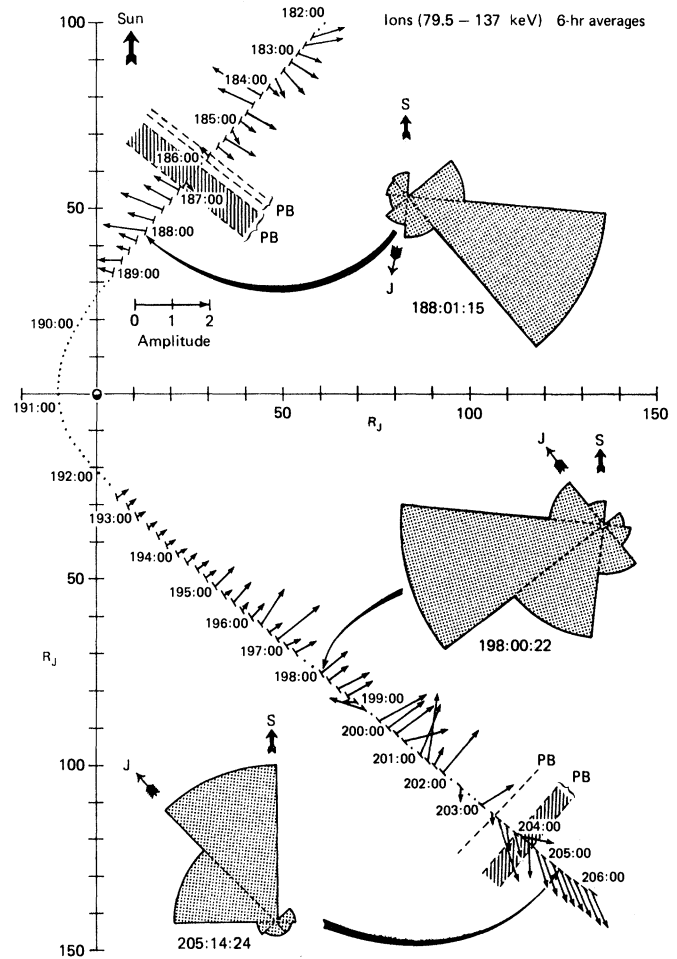 Ions (79.5 – 137 keV) 6-hr averages
100
Sun
182:00
183:00
184:00
185:00
186:00
187:00
188:00
189:00
PB
PB
50
S
J
188:01:15
0 1 2
Amplitude
190:00
191:00
50
100
150
RJ
192:00
193:00
194:00
195:00
196:00
197:00
198:00
199:00
200:00
201:00
202:00
203:00
204:00
205:00
206:00
J
S
198:00:22
50
RJ
100
150
PB
PB
S
J
205:14:24